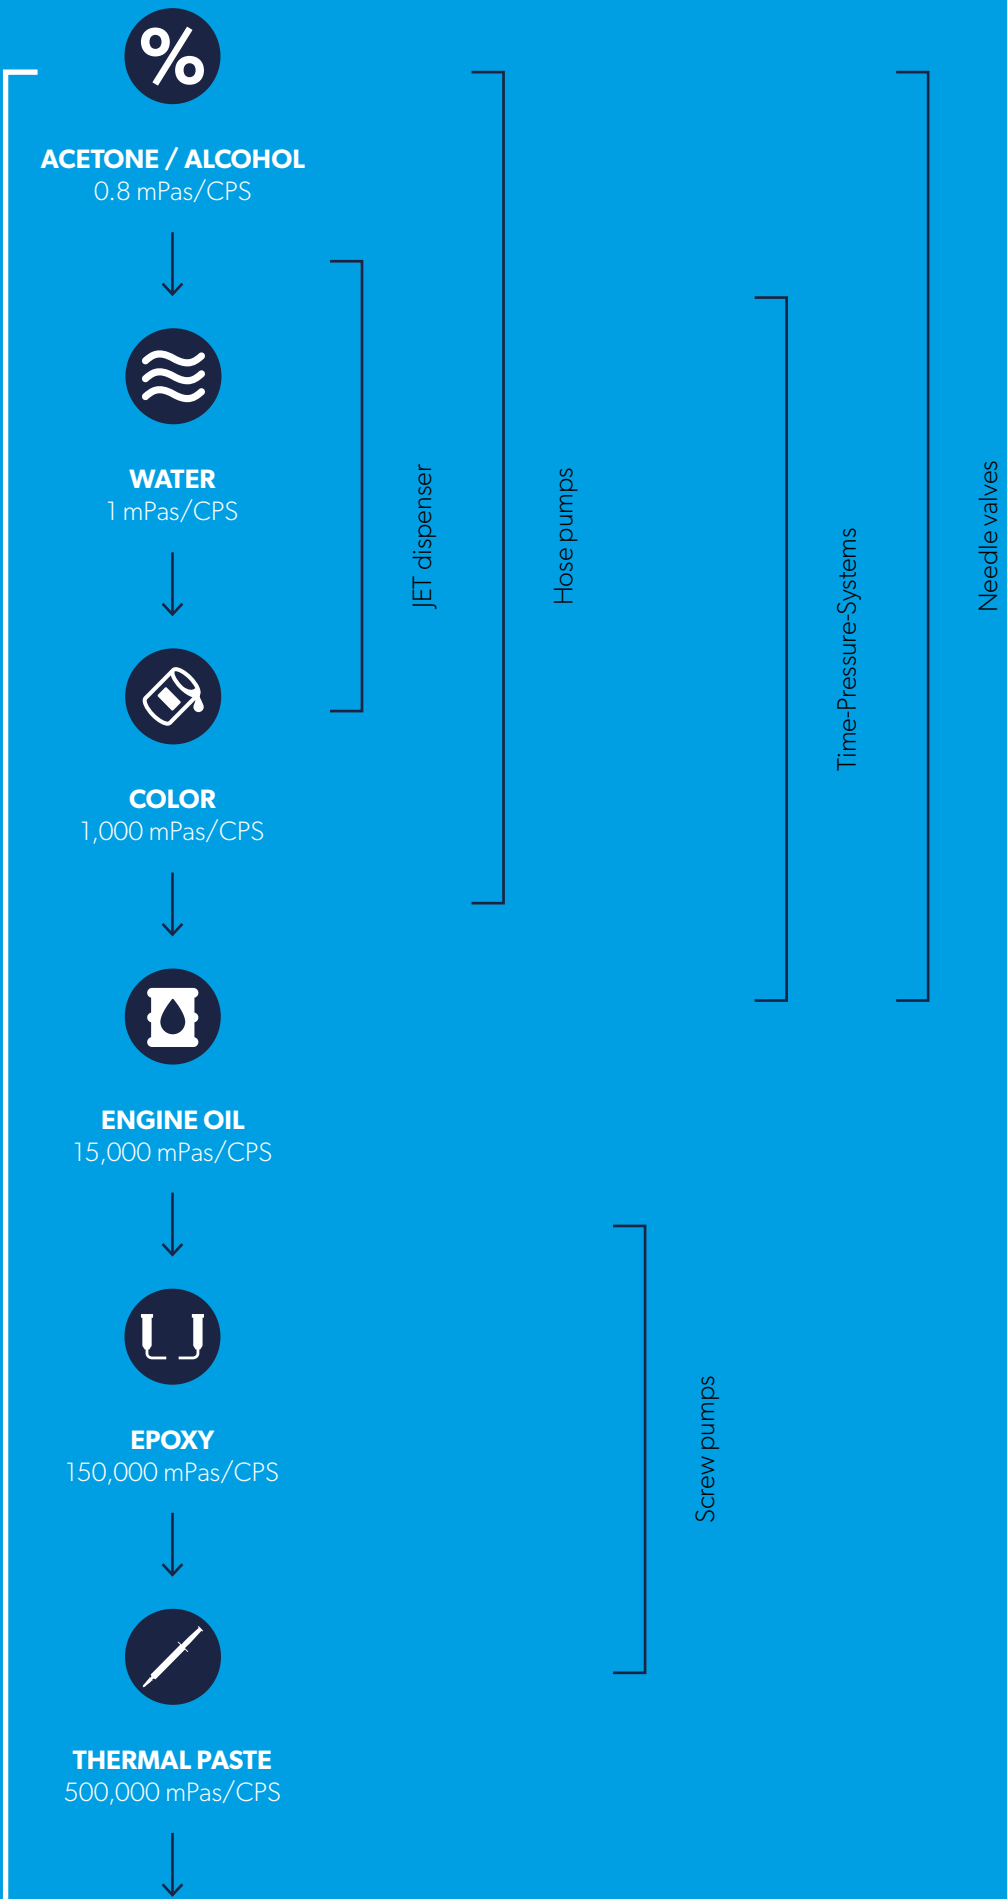 %
ACETONE / ALCOHOL
0.8 mPas/CPS
WATER
1 mPas/CPS
COLOR
1,000 mPas/CPS
ENGINE OIL
15,000 mPas/CPS
EPOXY
150,000 mPas/CPS
THERMAL PASTE
500,000 mPas/CPS
JET dispenser
Hose pumps
Screw pumps
Time-Pressure-Systems
Needle valves